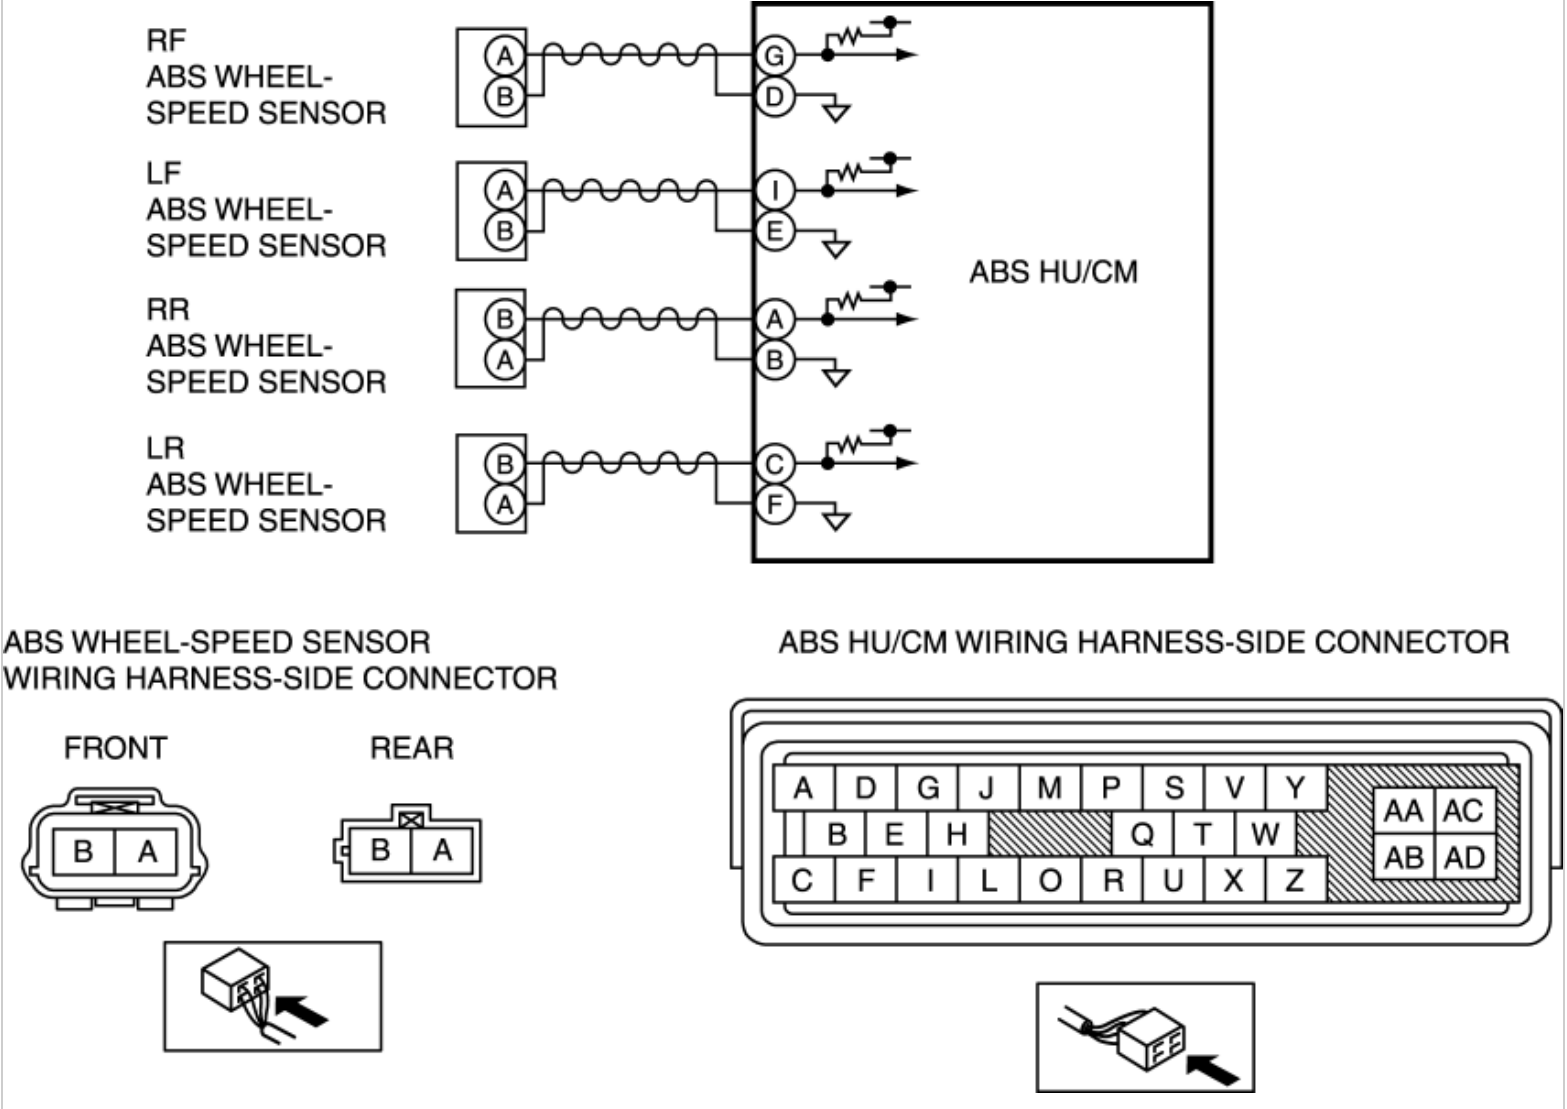 RF
ABS WHEEL-
SPEED SENSOR
A
B
G
D
LF
ABS WHEEL-
SPEED SENSOR
A
B
I
E
ABS HU/CM
RR
ABS WHEEL-
SPEED SENSOR
B
A
A
B
LR
ABS WHEEL-
SPEED SENSOR
B
A
C
F
ABS WHEEL-SPEED SENSOR
WIRING HARNESS-SIDE CONNECTOR
FRONT
B A
REAR
B A
ABS HU/CM WIRING HARNESS-SIDE CONNECTOR
A D G J M P S V Y
B E H Q T W
C F I L O R U X Z
AA AC
AB AD